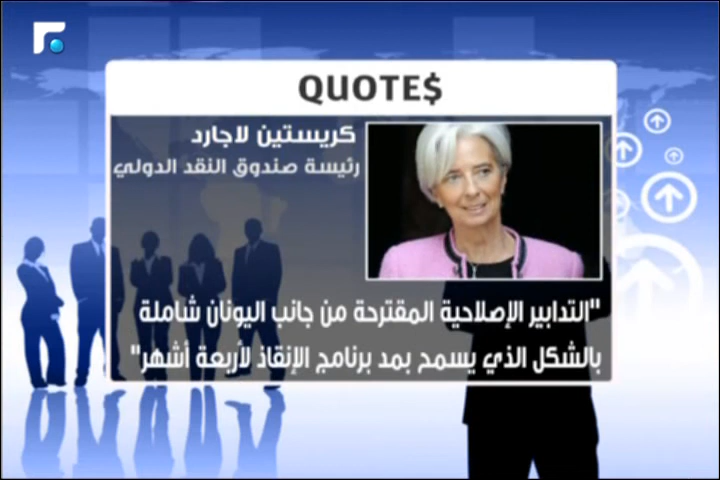 QUOTE$
كريستين لاجارد
رئيسة صندوق النقد الدولي
"التدابير الإصلاحية المقترحة من جانب اليونان شاملة
بالشكل الذي يسمح بمد برنامج الإنقاذ لأربعة أشهر"